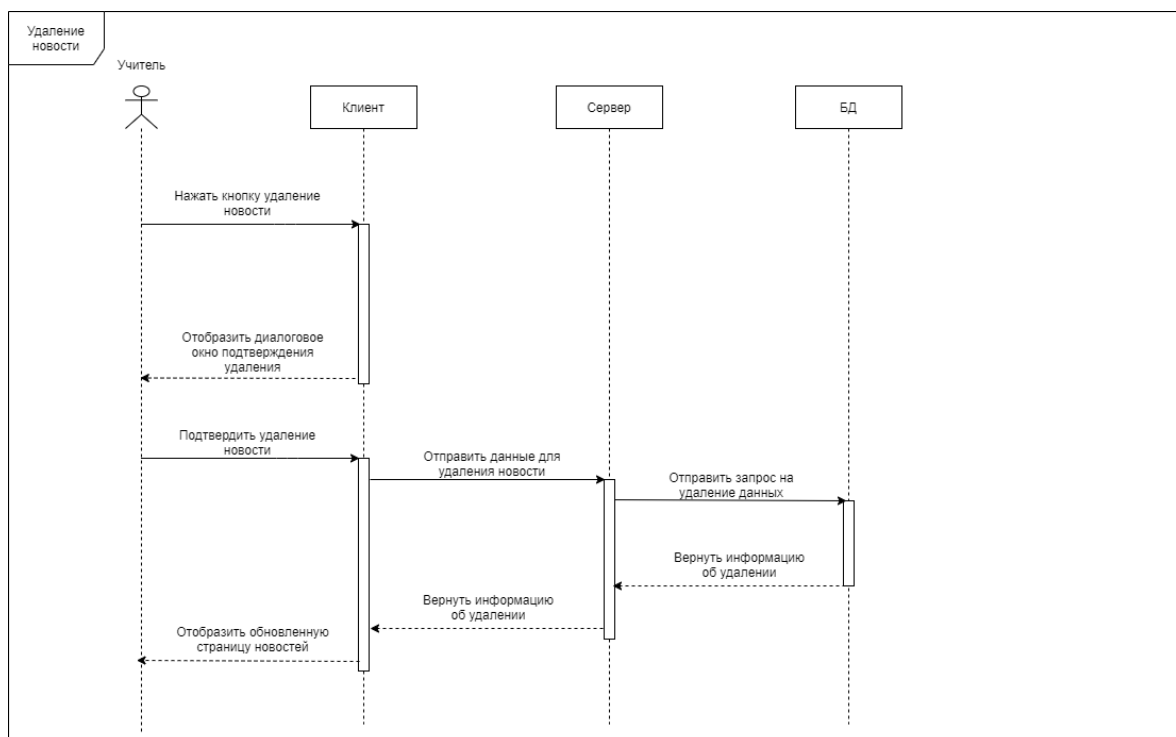 Удаление
новости
Учитель
Клиент
Сервер
БД
Нажать кнопку удаление
новости
Отобразить диалоговое
окно подтверждения
удаления
Подтвердить удаление
новости
Отправить данные для
удаления новости
Отправить запрос на
удаление данных
Вернуть информацию
об удалении
Вернуть информацию
об удалении
Отобразить обновленную
страницу новостей